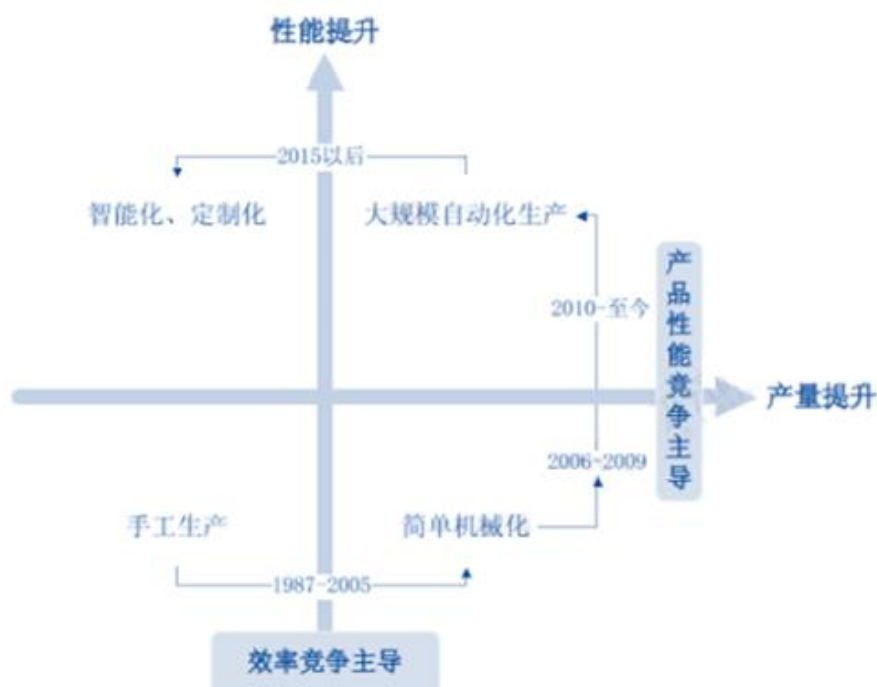 性能提升
2015以后
智能化、定制化
大规模自动化生产
产品性能竞争主导
2010-至今
产量提升
2006-2009
手工生产
简单机械化
1987-2005
效率竞争主导